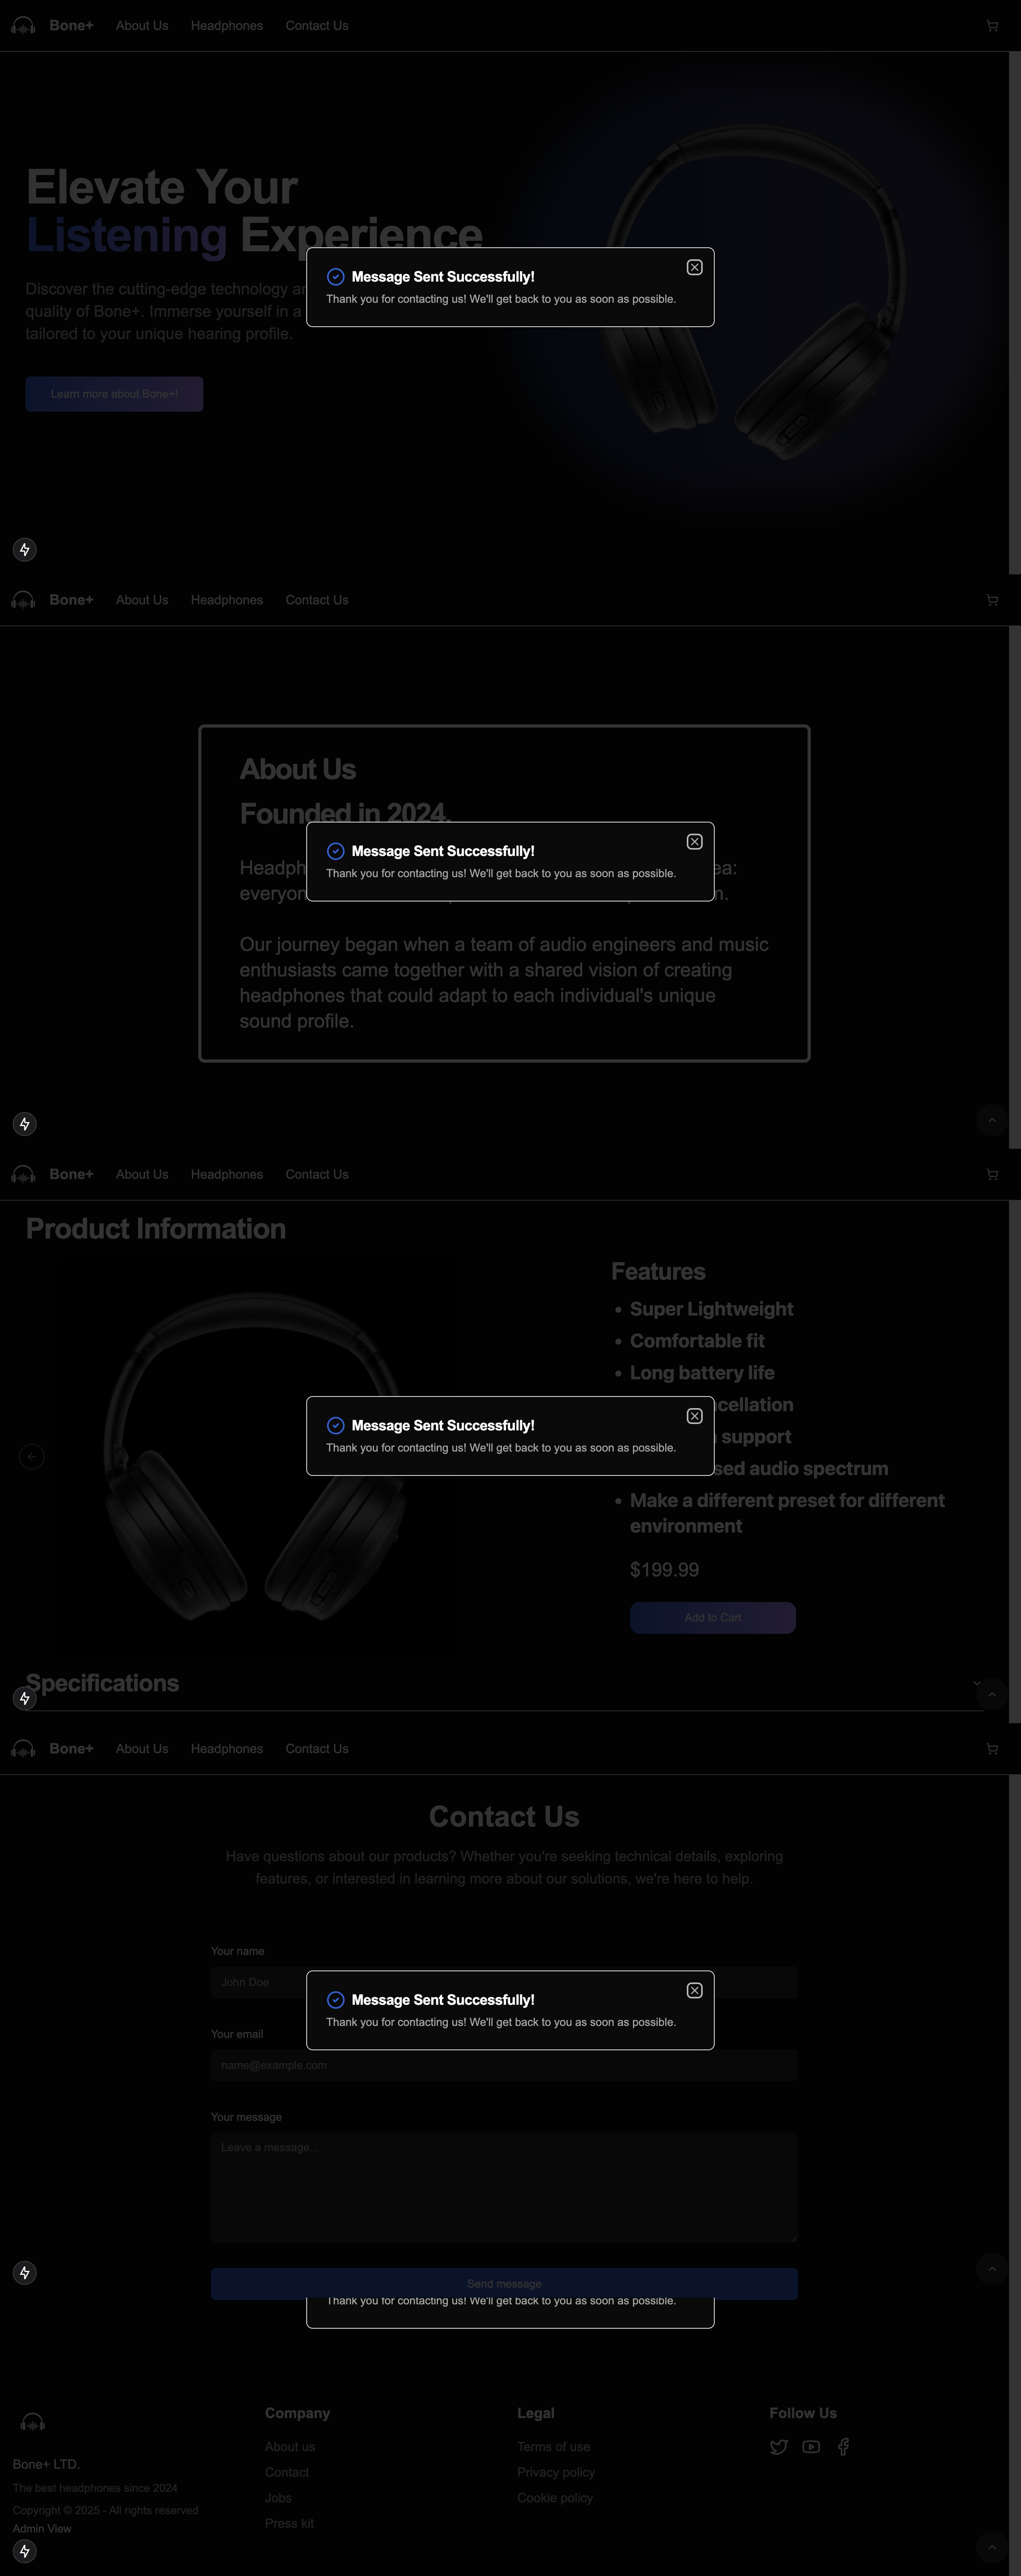 Bone+ About Us Headphones Contact Us
Elevate Your
Listening Experience
Discover the cutting-edge technology
quality of Bone+. Immerse yourself in a
tailored to your unique hearing profile.
Message Sent Successfully!
Thank you for contacting us! We'll get back to you as soon as possible.
Learn more about Bone+!
Bone+ About Us Headphones Contact Us
About Us
Founded in 2024.
Message Sent Successfully!
Thank you for contacting us! We'll get back to you as soon as possible.
Our journey began when a team of audio engineers and music
enthusiasts came together with a shared vision of creating
headphones that could adapt to each individual's unique
sound profile.
Bone+ About Us Headphones Contact Us
Product Information
Features
• Super Lightweight
• Comfortable fit
• Long battery life
support
audio spectrum
Message Sent Successfully!
Thank you for contacting us! We'll get back to you as soon as possible.
• Make a different preset for different
environment
$199.99
Add to Cart
Specifications
Bone+ About Us Headphones Contact Us
Contact Us
Have questions about our products? Whether you're seeking technical details, exploring
features, or interested in learning more about our solutions, we're here to help.
Your name
John Doe
Message Sent Successfully!
Thank you for contacting us! We'll get back to you as soon as possible.
Your email
name@example.com
Your message
Leave a message...
Send message
Thank you for contacting us! We'll get back to you as soon as possible.
Bone+ LTD.
The best headphones since 2024
Copyright © 2025 - All rights reserved
Admin View
Company
About us
Contact
Jobs
Press kit
Legal
Terms of use
Privacy policy
Cookie policy
Follow Us